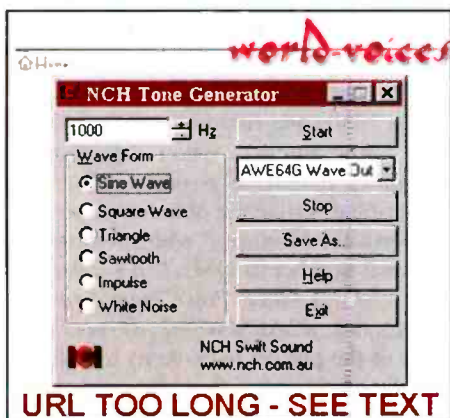 world-voices
Home
NCH Tone Generator
1000 Hz
Start
Wave Form
Sine Wave
AWE64G Wave Out
Square Wave
Stop
Triangle
Save As..
Sawtooth
Help
Impulse
White Noise
Exit
NCH Swift Sound
www.nch.com.au
URL TOO LONG - SEE TEXT